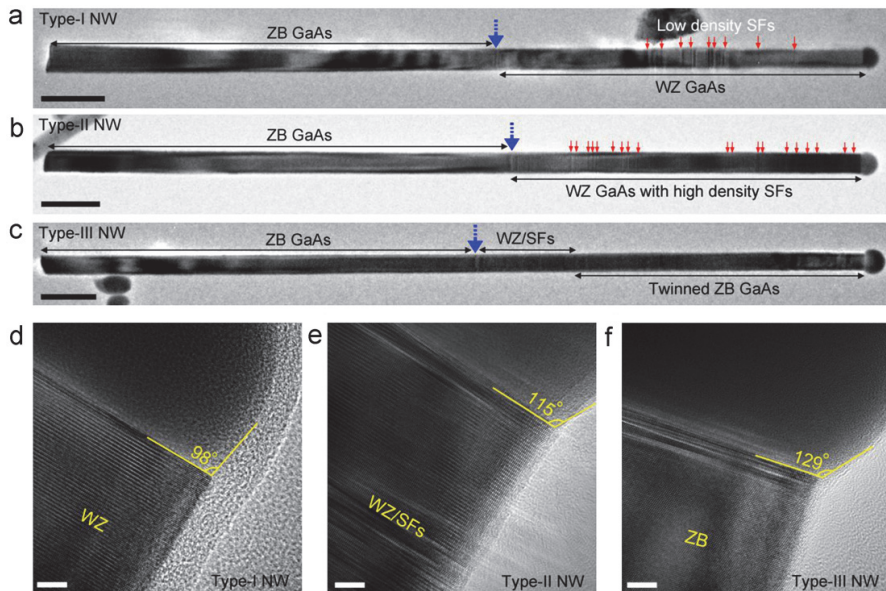 a
Type-I NW
ZB GaAs
Low density SFs
WZ GaAs
b
Type-II NW
ZB GaAs
WZ GaAs with high density SFs
c
Type-III NW
ZB GaAs
WZ/SFs
Twinned ZB GaAs
d
98°
WZ
Type-I NW
e
115°
WZ/SFs
Type-II NW
f
129°
ZB
Type-III NW